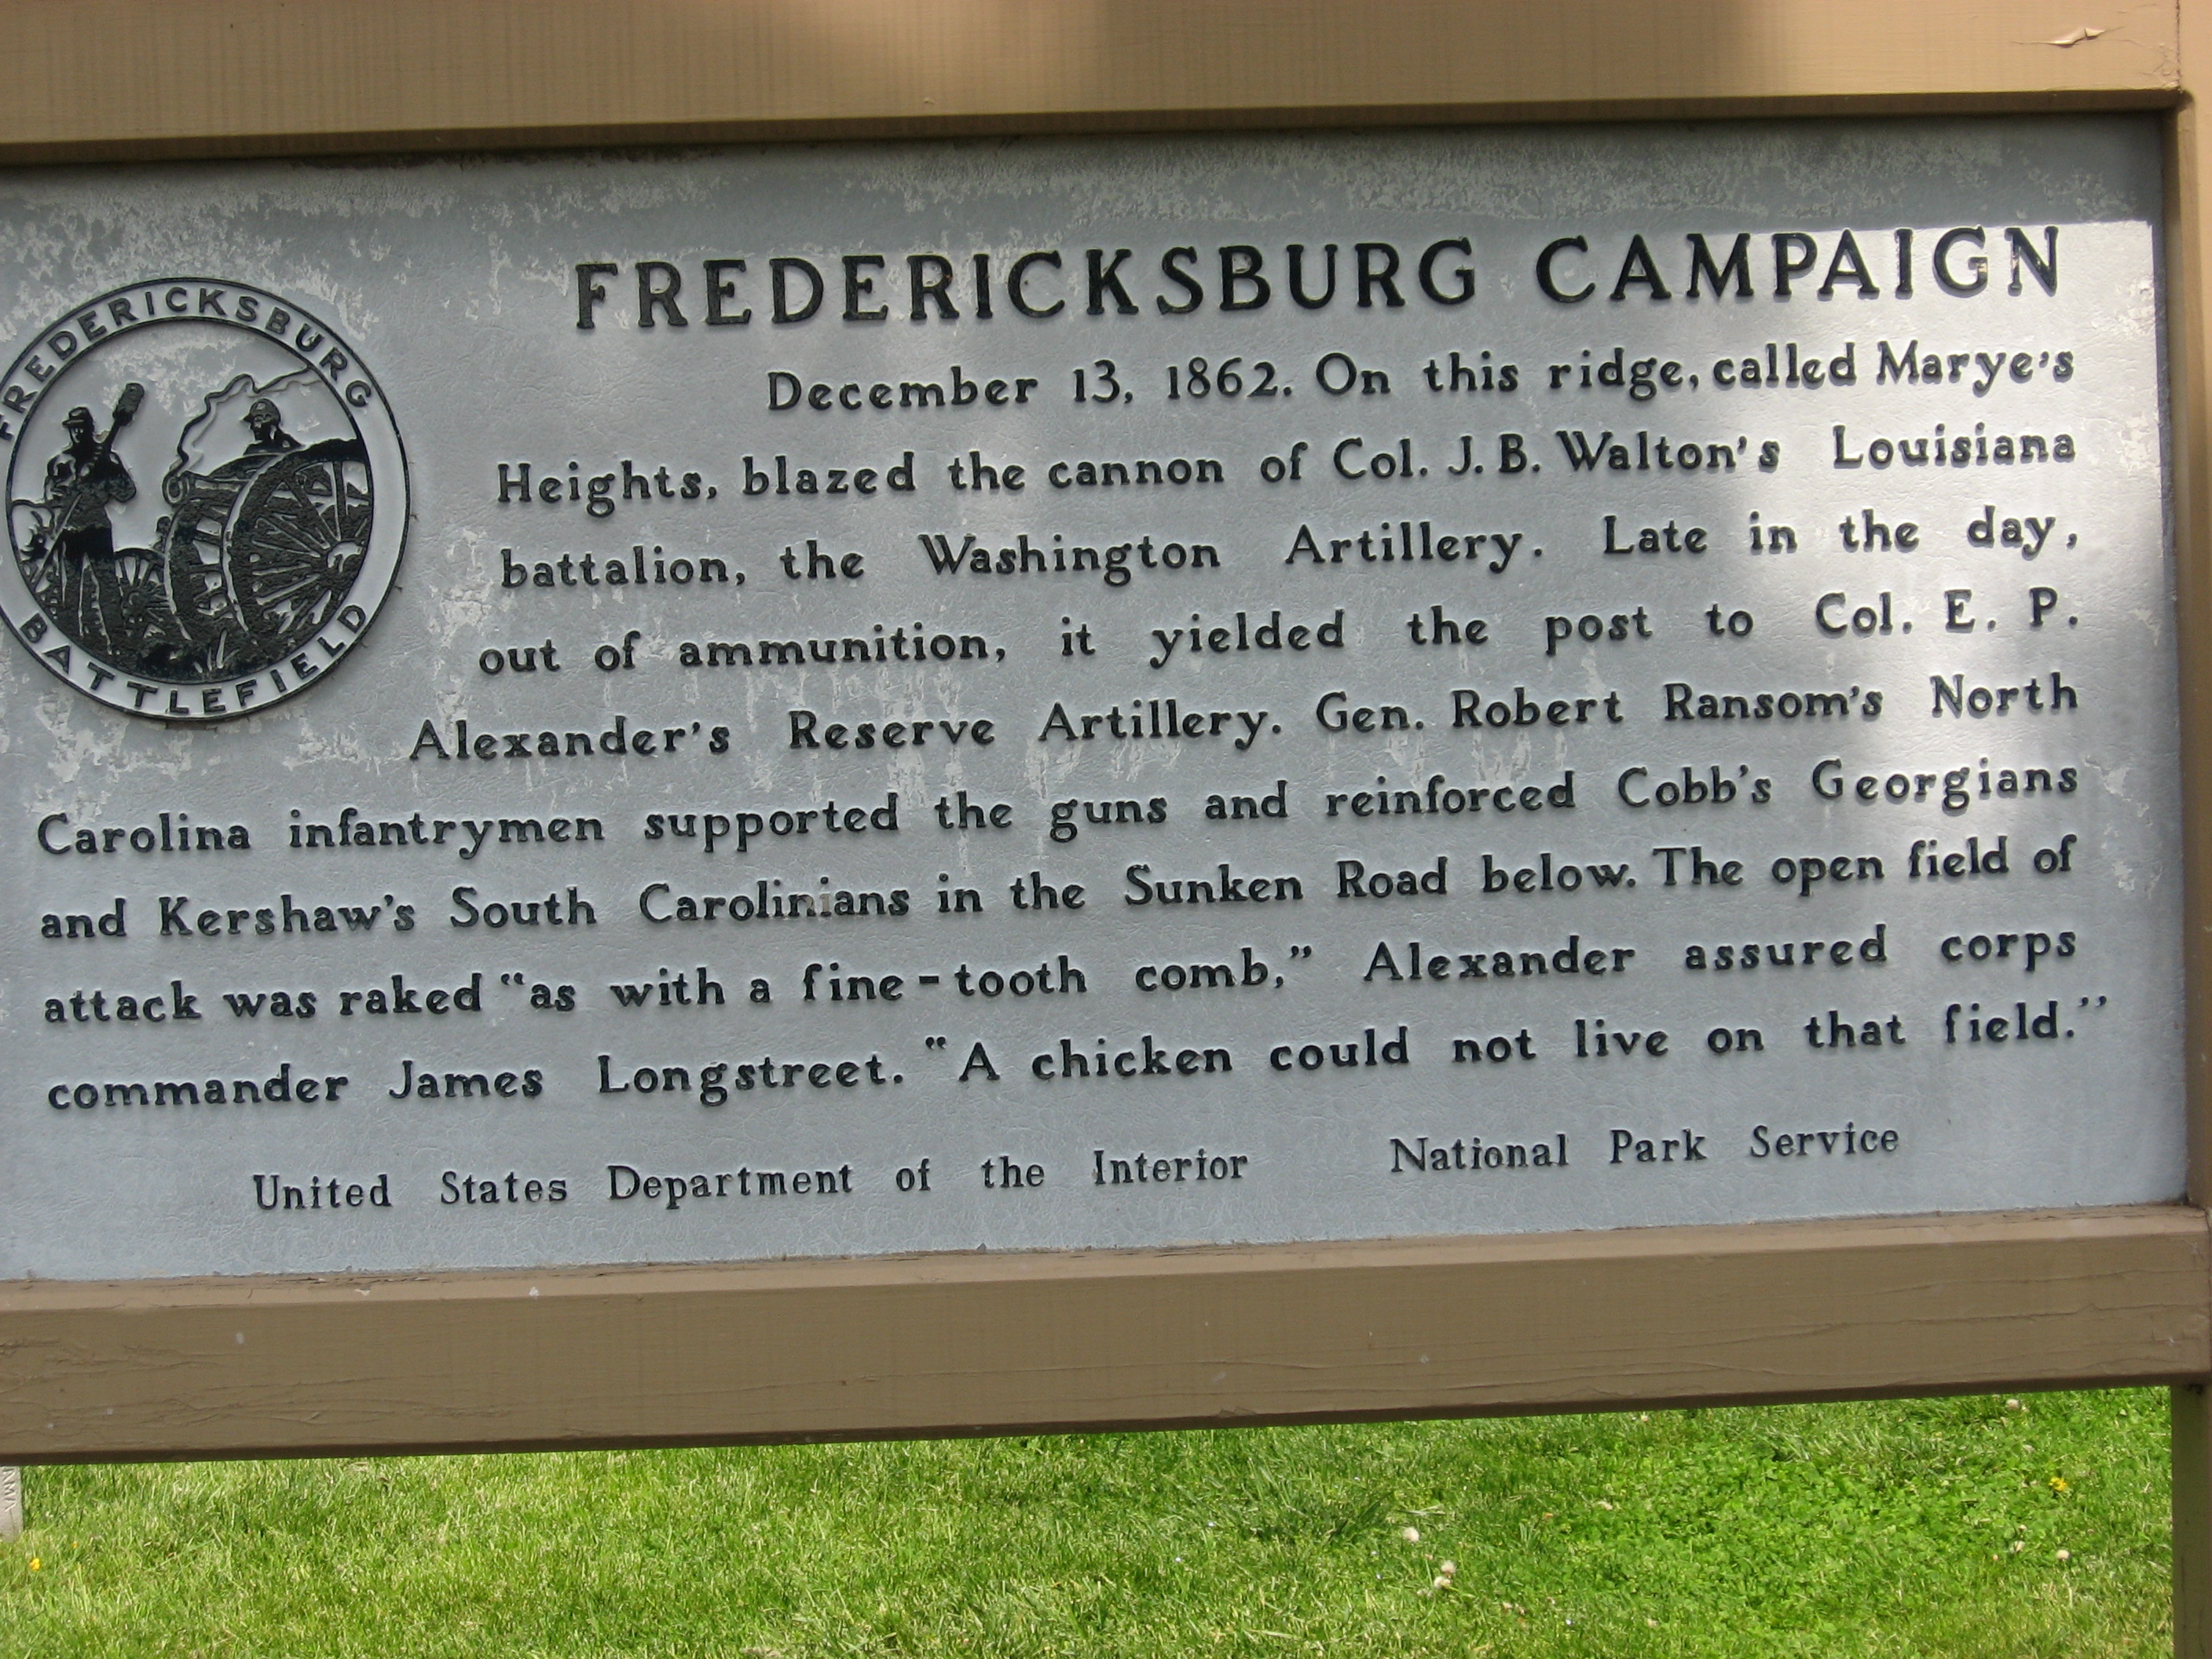 FREDERICKSBURG
BATTLEFIELD
FREDERICKSBURG CAMPAIGN
December 13, 1862. On this ridge, called Marye's
Heights, blazed the cannon of Col. J. B. Walton's Louisiana
battalion, the Washington Artillery. Late in the day,
out of ammunition, it yielded the post to Col. E. P.
Alexander's Reserve Artillery. Gen. Robert Ransom's North
Carolina infantrymen supported the guns and reinforced Cobb's Georgians
and Kershaw's South Carolinians in the Sunken Road below. The open field of
attack was raked "as with a fine-tooth comb," Alexander assured corps
commander James Longstreet. "A chicken could not live on that field."
United States Department of the Interior National Park Service